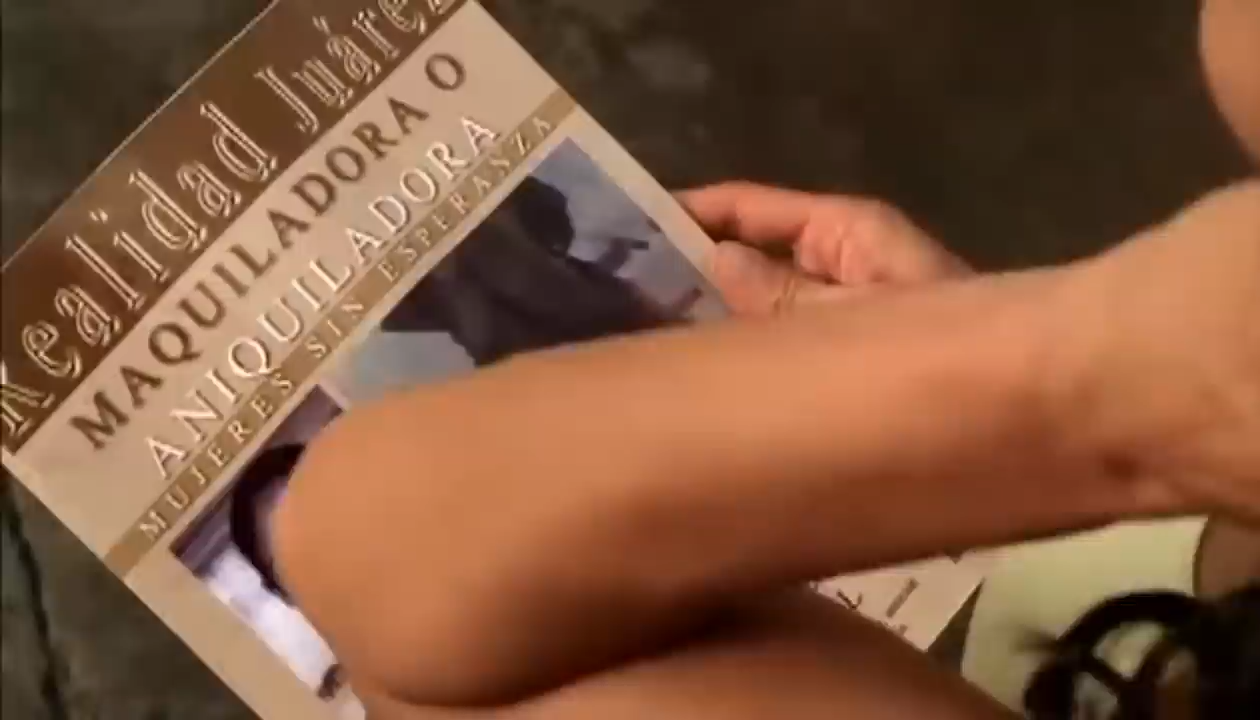 Realidad Juárez
MAQUILADORA O
ANIQUILADORA
MUJERES SIN ESPERASZA